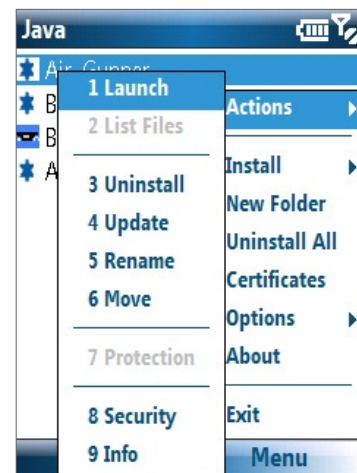 Java
Air Gunner
B
B
A
1 Launch
2 List Files
3 Uninstall
4 Update
5 Rename
6 Move
7 Protection
8 Security
9 Info
Actions
Install
New Folder
Uninstall All
Certificates
Options
About
Exit
Menu